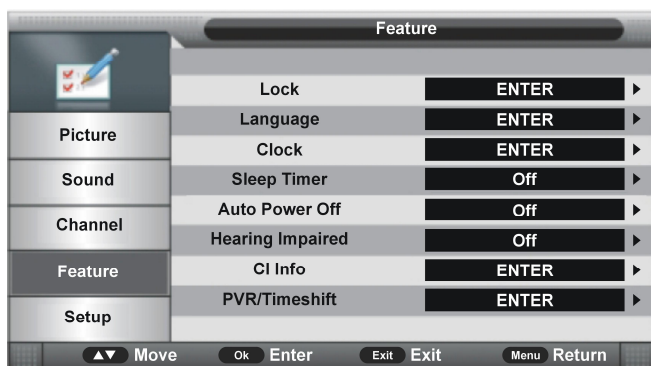 Feature
Lock ENTER
Language ENTER
Clock ENTER
Sleep Timer Off
Auto Power Off Off
Hearing Impaired Off
CI Info ENTER
PVR/Timeshift ENTER
Picture
Sound
Channel
Feature
Setup
▲▼ Move Ok Enter Exit Exit Menu Return